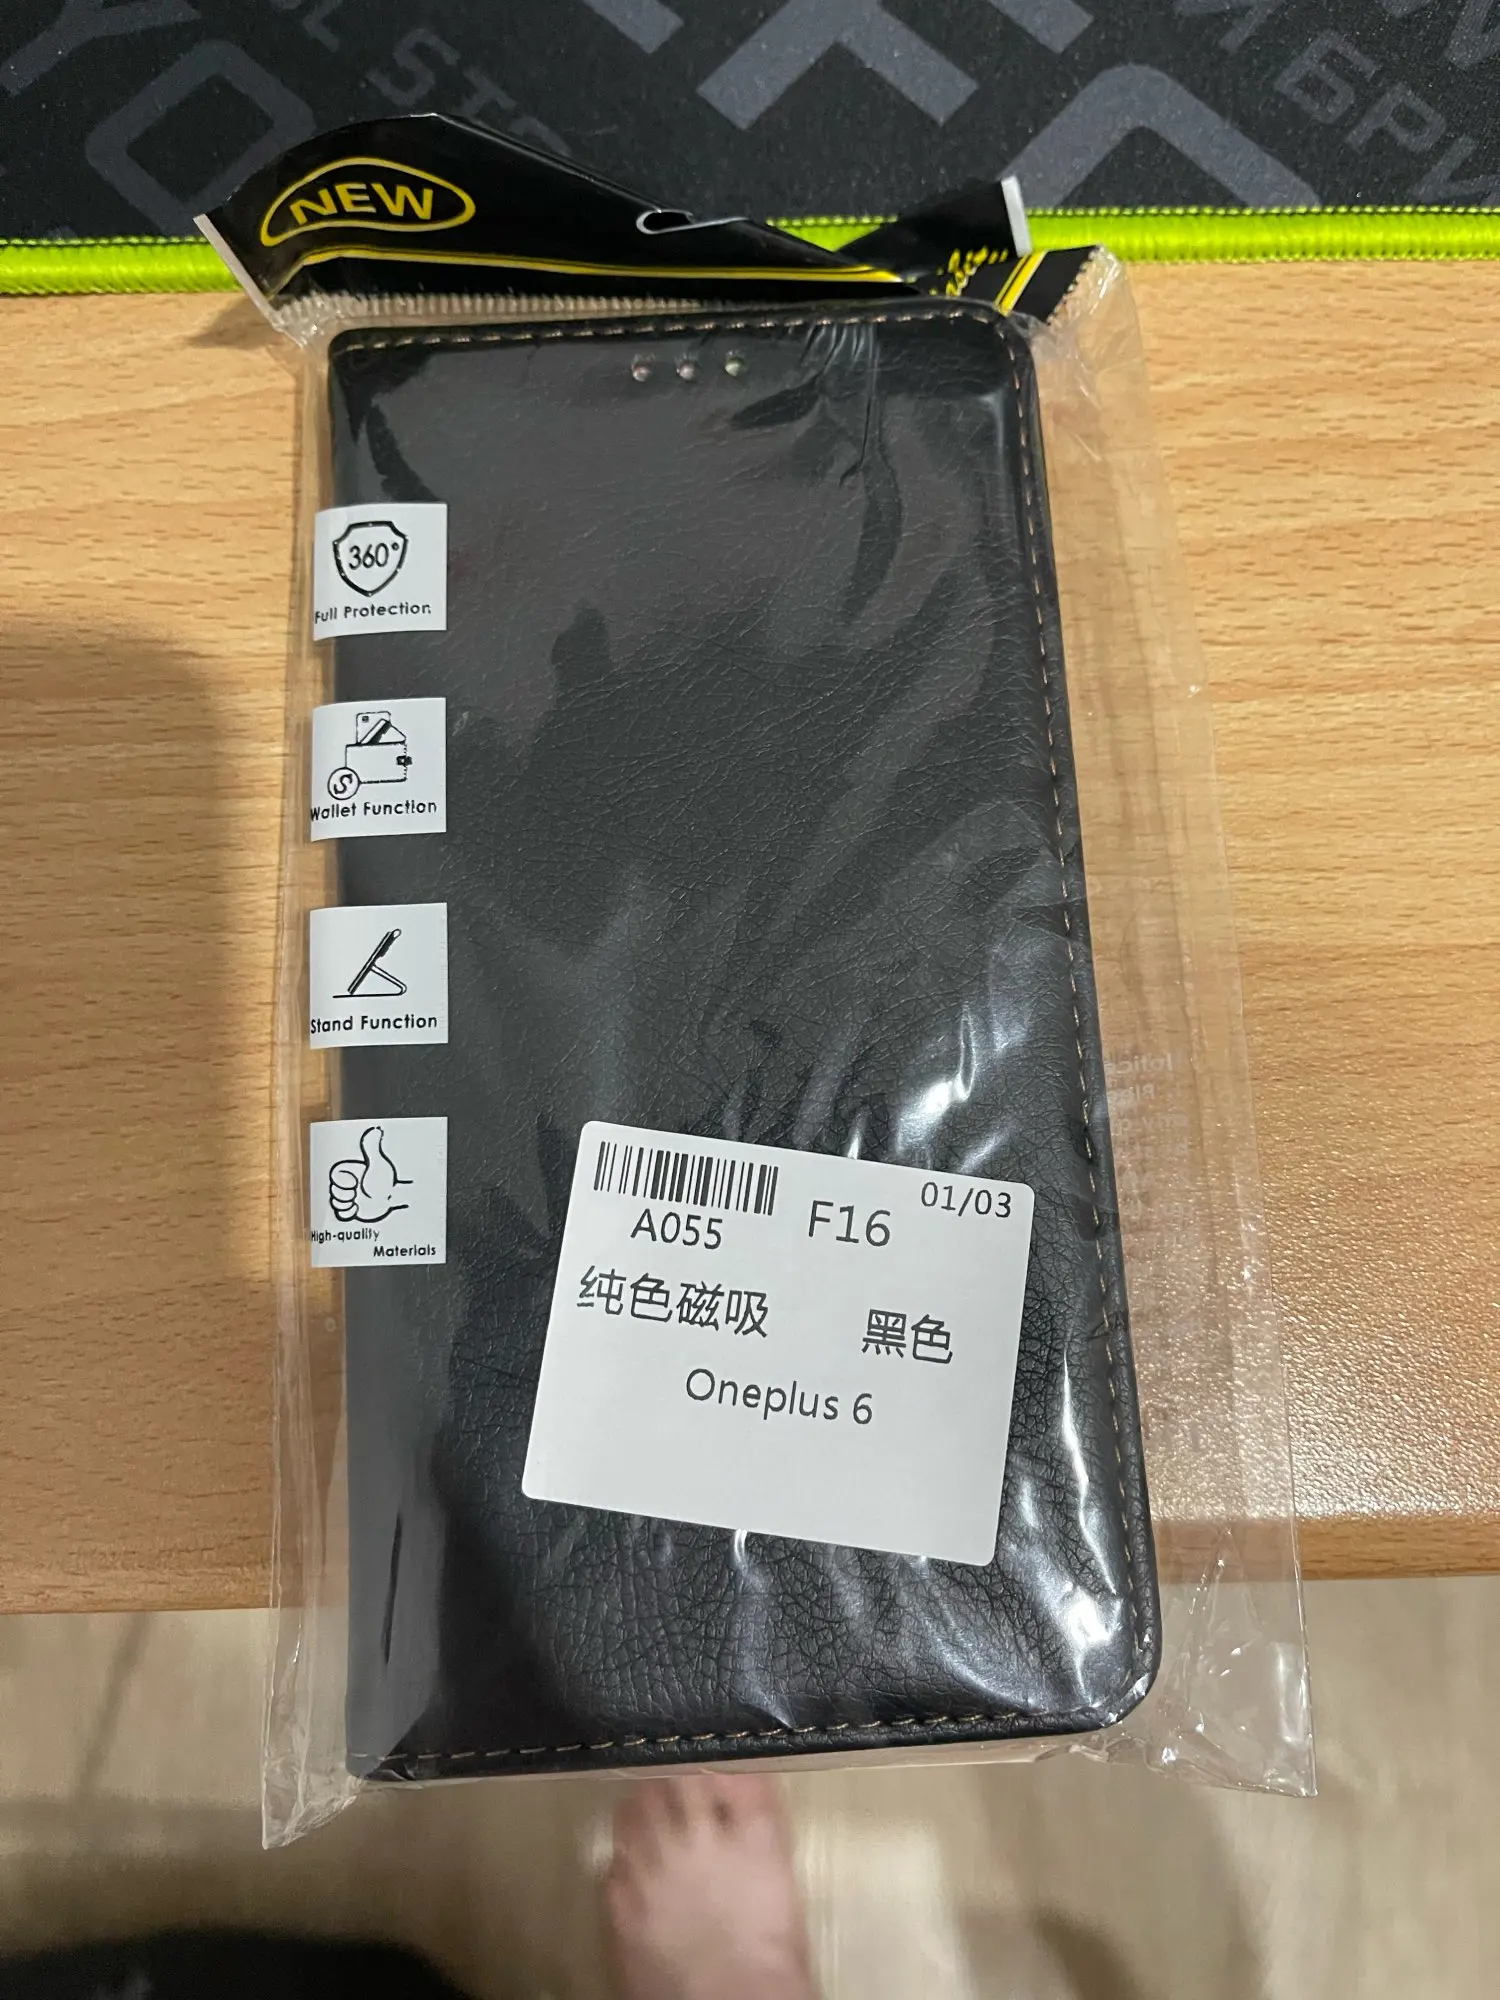 NEW
360°
Full Protection
S
Wallet Function
Stand Function
High-quality
Materials
01/03
A055
F16
纯色磁吸
黑色
Oneplus 6